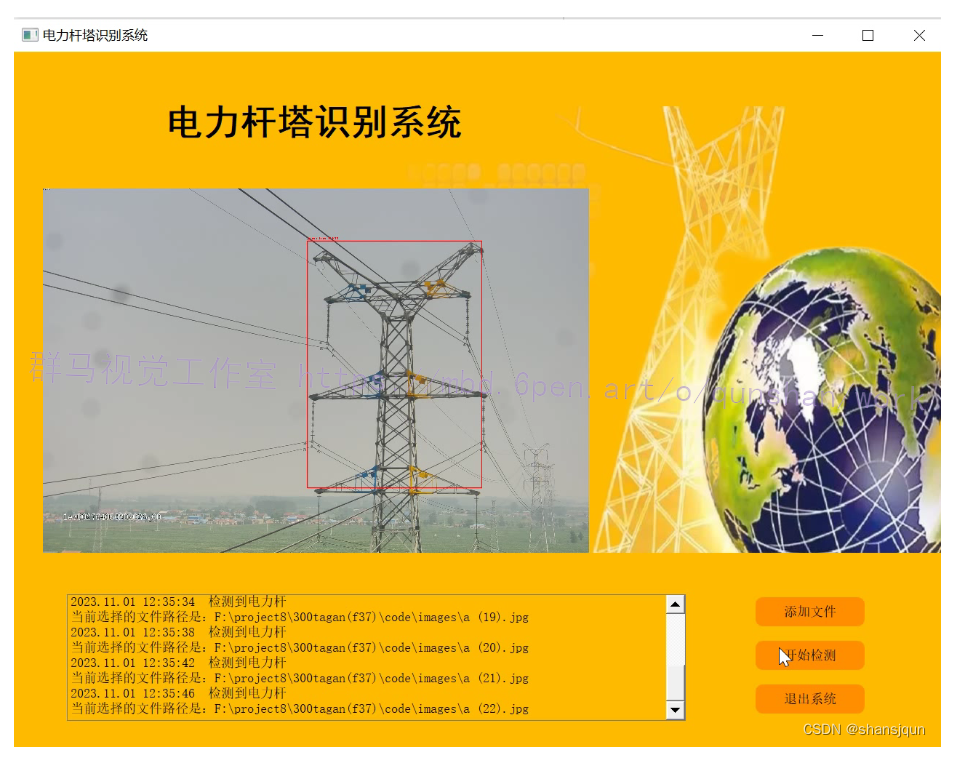 电力杆塔识别系统
电力杆塔识别系统
群马视觉工作室
2023.11.01 12:35:34 检测到电力杆
当前选择的文件路径是：F:\project8\300tagan(f37)\code\images\a (19).jpg
2023.11.01 12:35:38 检测到电力杆
当前选择的文件路径是：F:\project8\300tagan(f37)\code\images\a (20).jpg
2023.11.01 12:35:42 检测到电力杆
当前选择的文件路径是：F:\project8\300tagan(f37)\code\images\a (21).jpg
2023.11.01 12:35:46 检测到电力杆
当前选择的文件路径是：F:\project8\300tagan(f37)\code\images\a (22).jpg
添加文件
开始检测
退出系统
CSDN @shansjqun